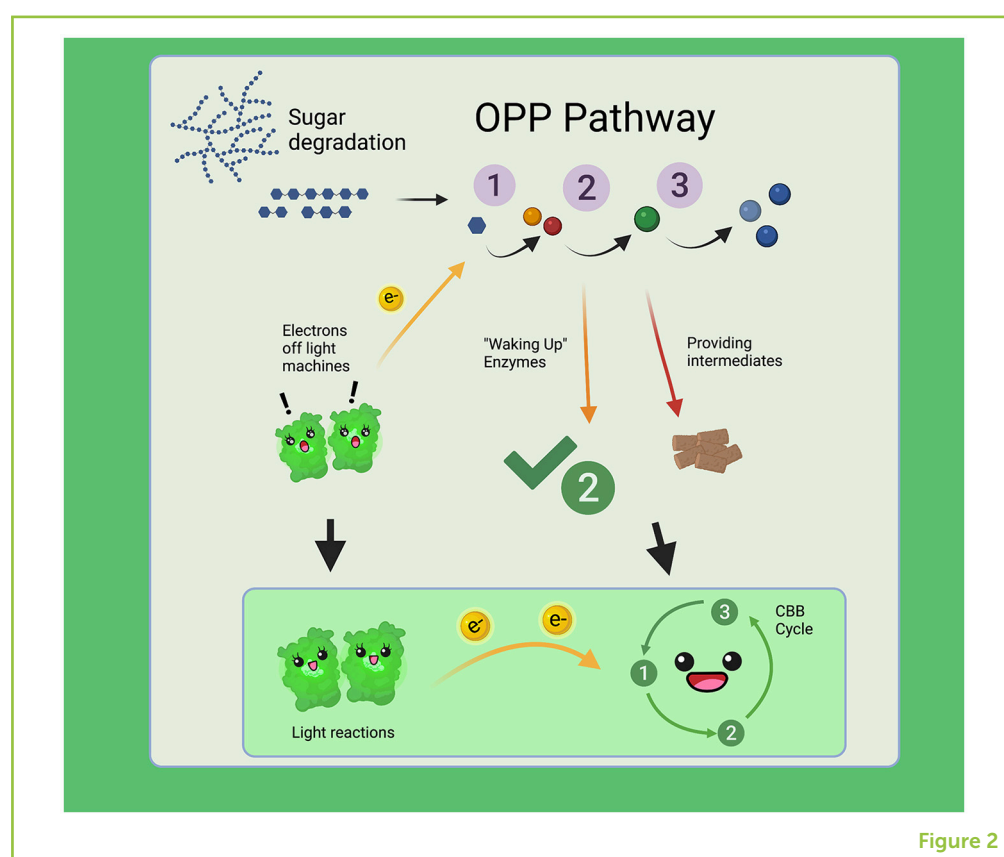 Sugar
degradation
OPP Pathway
1
2
3
e-
Electrons
off light
machines
! !
"Waking Up"
Enzymes
Providing
intermediates
2
e-
e-
3
CBB
Cycle
1
2
Light reactions
Figure 2